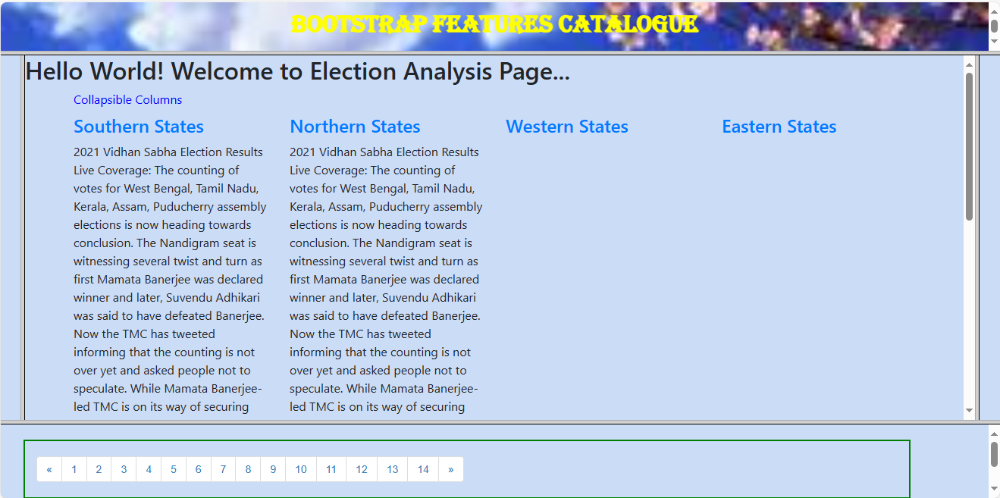 BOOTSTRAP FEATURES CATALOGUE
Hello World! Welcome to Election Analysis Page...
Collapsible Columns
Southern States
2021 Vidhan Sabha Election Results
Live Coverage: The counting of
votes for West Bengal, Tamil Nadu,
Kerala, Assam, Puducherry assembly
elections is now heading towards
conclusion. The Nandigram seat is
witnessing several twist and turn as
first Mamata Banerjee was declared
winner and later, Suvendu Adhikari
was said to have defeated Banerjee.
Now the TMC has tweeted
informing that the counting is not
over yet and asked people not to
speculate. While Mamata Banerjee-
led TMC is on its way of securing
Northern States
2021 Vidhan Sabha Election Results
Live Coverage: The counting of
votes for West Bengal, Tamil Nadu,
Kerala, Assam, Puducherry assembly
elections is now heading towards
conclusion. The Nandigram seat is
witnessing several twist and turn as
first Mamata Banerjee was declared
winner and later, Suvendu Adhikari
was said to have defeated Banerjee.
Now the TMC has tweeted
informing that the counting is not
over yet and asked people not to
speculate. While Mamata Banerjee-
led TMC is on its way of securing
Western States
Eastern States
« 1 2 3 4 5 6 7 8 9 10 11 12 13 14 »